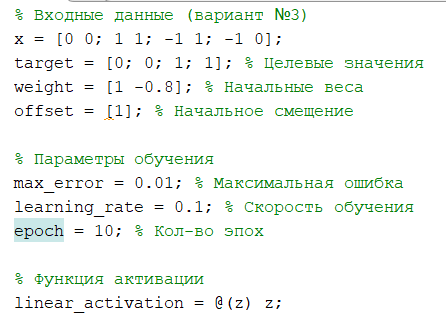 % Входные данные (вариант №3)
x = [0 0; 1 1; -1 1; -1 0];
target = [0; 0; 1; 1]; % Целевые значения
weight = [1 -0.8]; % Начальные веса
offset = [1]; % Начальное смещение
% Параметры обучения
max_error = 0.01; % Максимальная ошибка
learning_rate = 0.1; % Скорость обучения
epoch = 10; % Кол-во эпох
% Функция активации
linear_activation = @(z) z;